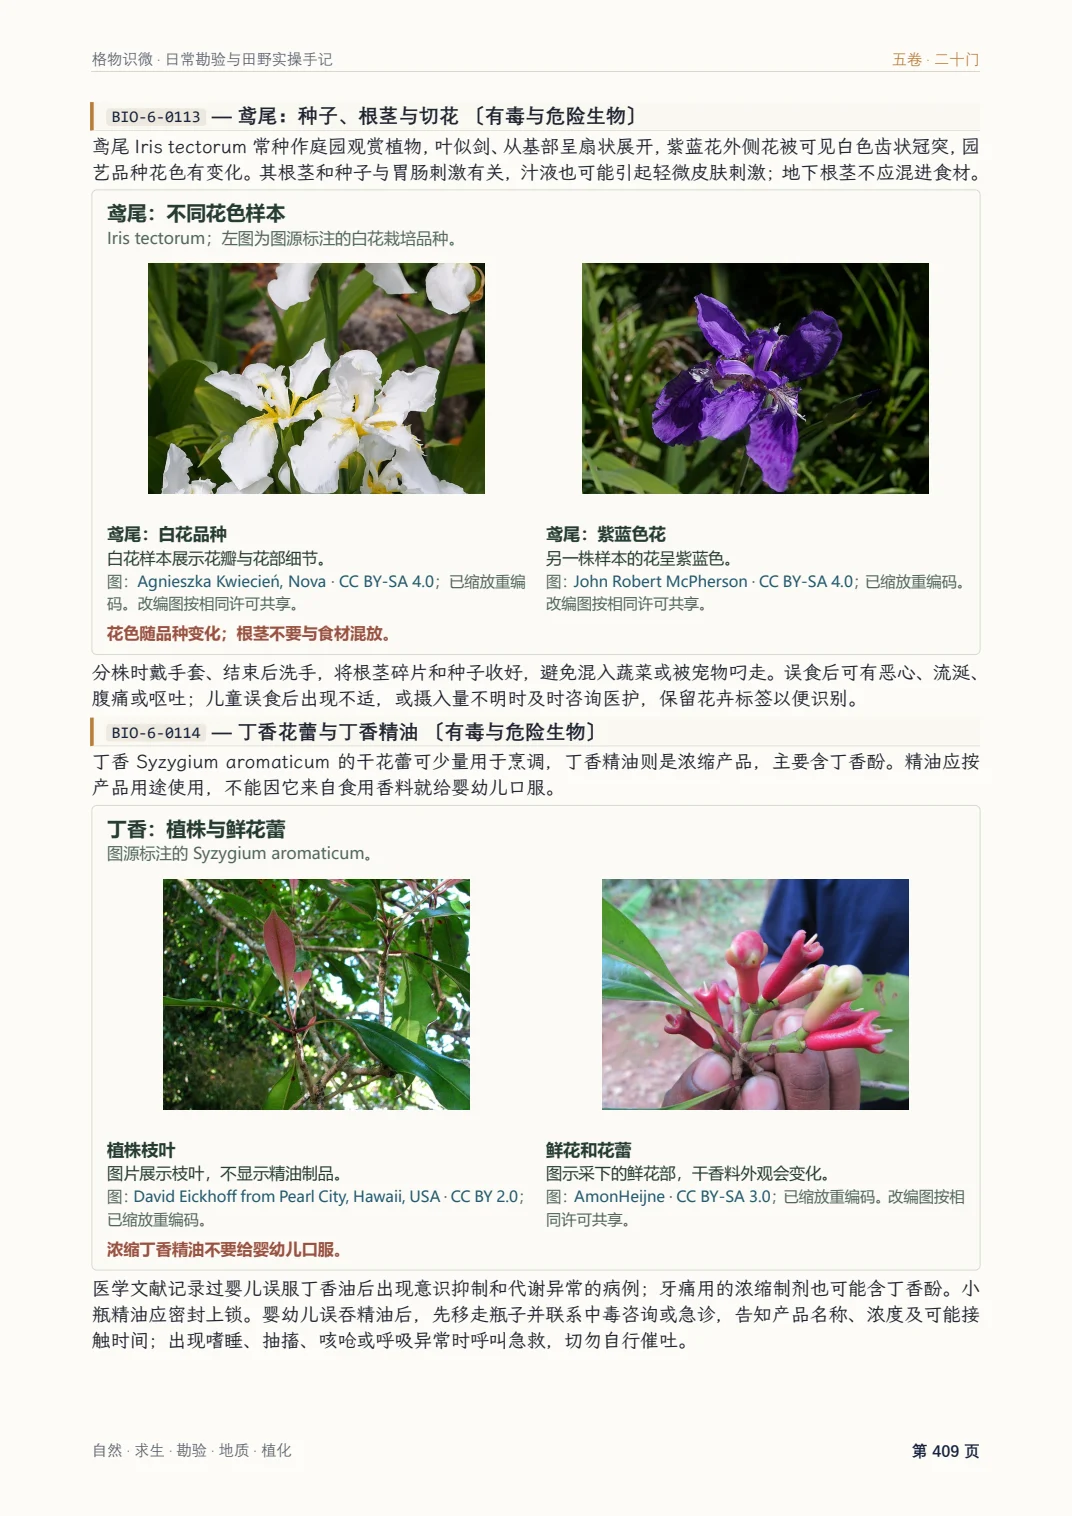 格物识微 · 日常勘验与田野实操手记
五卷 · 二十门
BIO-6-0113 — 鸢尾：种子、根茎与切花 〔有毒与危险生物〕
鸢尾 Iris tectorum 常种作庭园观赏植物, 叶似剑、从基部呈扇状展开, 紫蓝花外侧花被可见白色齿状冠突, 园
艺品种花色有变化。其根茎和种子与胃肠刺激有关，汁液也可能引起轻微皮肤刺激；地下根茎不应混进食材。
鸢尾：不同花色样本
Iris tectorum；左图为图源标注的白花栽培品种。
鸢尾：白花品种
白花样本展示花瓣与花部细节。
图：Agnieszka Kwiecień, Nova · CC BY-SA 4.0；已缩放重编
码。改编图按相同许可共享。
鸢尾：紫蓝色花
另一株样本的花呈紫蓝色。
图：John Robert McPherson · CC BY-SA 4.0；已缩放重编码。
改编图按相同许可共享。
花色随品种变化；根茎不要与食材混放。
分株时戴手套、结束后洗手，将根茎碎片和种子收好，避免混入蔬菜或被宠物叼走。误食后可有恶心、流涎、
腹痛或呕吐；儿童误食后出现不适，或摄入量不明时及时咨询医护，保留花卉标签以便识别。
BIO-6-0114 — 丁香花蕾与丁香精油 〔有毒与危险生物〕
丁香 Syzygium aromaticum 的干花蕾可少量用于烹调，丁香精油则是浓缩产品，主要含丁香酚。精油应按
产品用途使用，不能因它来自食用香料就给婴幼儿口服。
丁香：植株与鲜花蕾
图源标注的 Syzygium aromaticum。
植株枝叶
图片展示枝叶，不显示精油制品。
图：David Eickhoff from Pearl City, Hawaii, USA · CC BY 2.0；
已缩放重编码。
鲜花和花蕾
图示采下的鲜花部，干香料外观会变化。
图：AmonHeijne · CC BY-SA 3.0；已缩放重编码。改编图按相
同许可共享。
浓缩丁香精油不要给婴幼儿口服。
医学文献记录过婴儿误服丁香油后出现意识抑制和代谢异常的病例；牙痛用的浓缩制剂也可能含丁香酚。小
瓶精油应密封上锁。婴幼儿误吞精油后，先移走瓶子并联系中毒咨询或急诊，告知产品名称、浓度及可能接
触时间；出现嗜睡、抽搐、咳呛或呼吸异常时呼叫急救，切勿自行催吐。
自然 · 求生 · 勘验 · 地质 · 植化
第 409 页